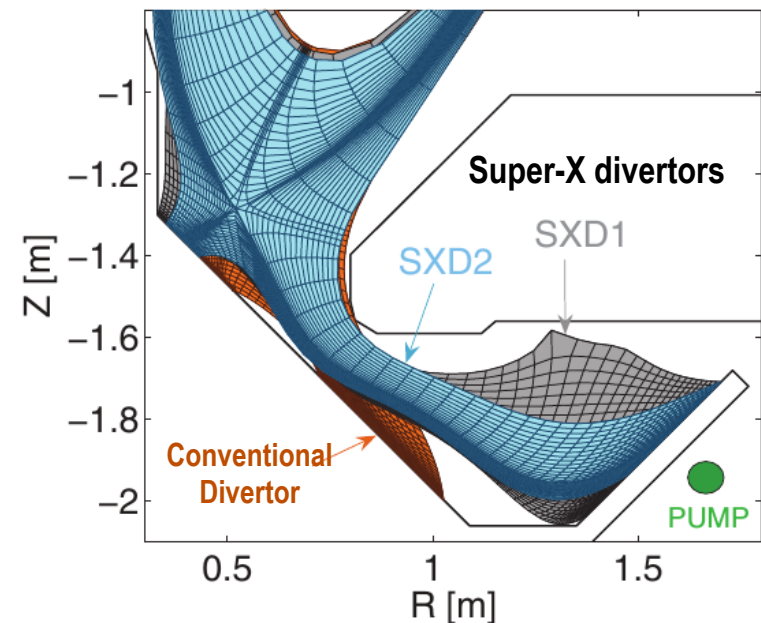 −1
−1.2
−1.4
−1.6
−1.8
−2
Z [m]
Super-X divertors
SXD1
SXD2
Conventional
Divertor
PUMP
0.5
1
1.5
R [m]